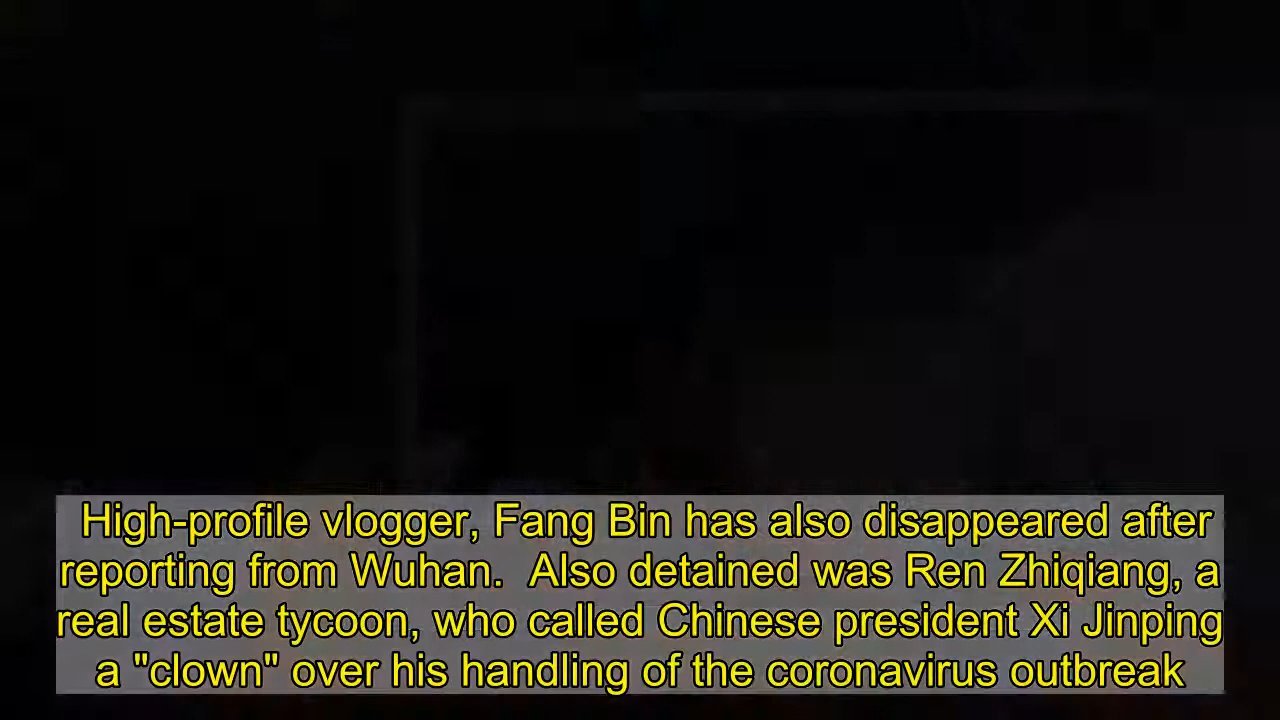 High-profile vlogger, Fang Bin has also disappeared after
reporting from Wuhan.  Also detained was Ren Zhiqiang, a
real estate tycoon, who called Chinese president Xi Jinping
a "clown" over his handling of the coronavirus outbreak